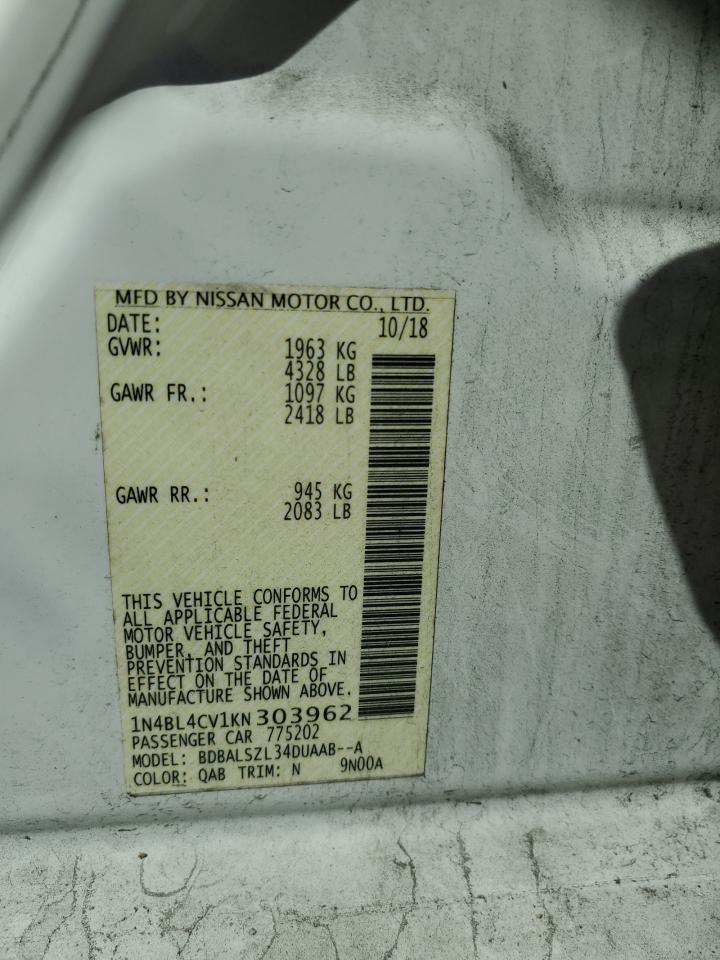 MFD BY NISSAN MOTOR CO., LTD.
DATE: 10/18
GVWR: 1963 KG
4328 LB
GAWR FR.: 1097 KG
2418 LB
GAWR RR.: 945 KG
2083 LB
THIS VEHICLE CONFORMS TO
ALL APPLICABLE FEDERAL
MOTOR VEHICLE SAFETY,
BUMPER, AND THEFT
PREVENTION STANDARDS IN
EFFECT ON THE DATE OF
MANUFACTURE SHOWN ABOVE.
1N4BL4CV1KN303962
PASSENGER CAR 775202
MODEL: BDBALSZL34DUAAB--A
COLOR: QAB TRIM: N 9N00A